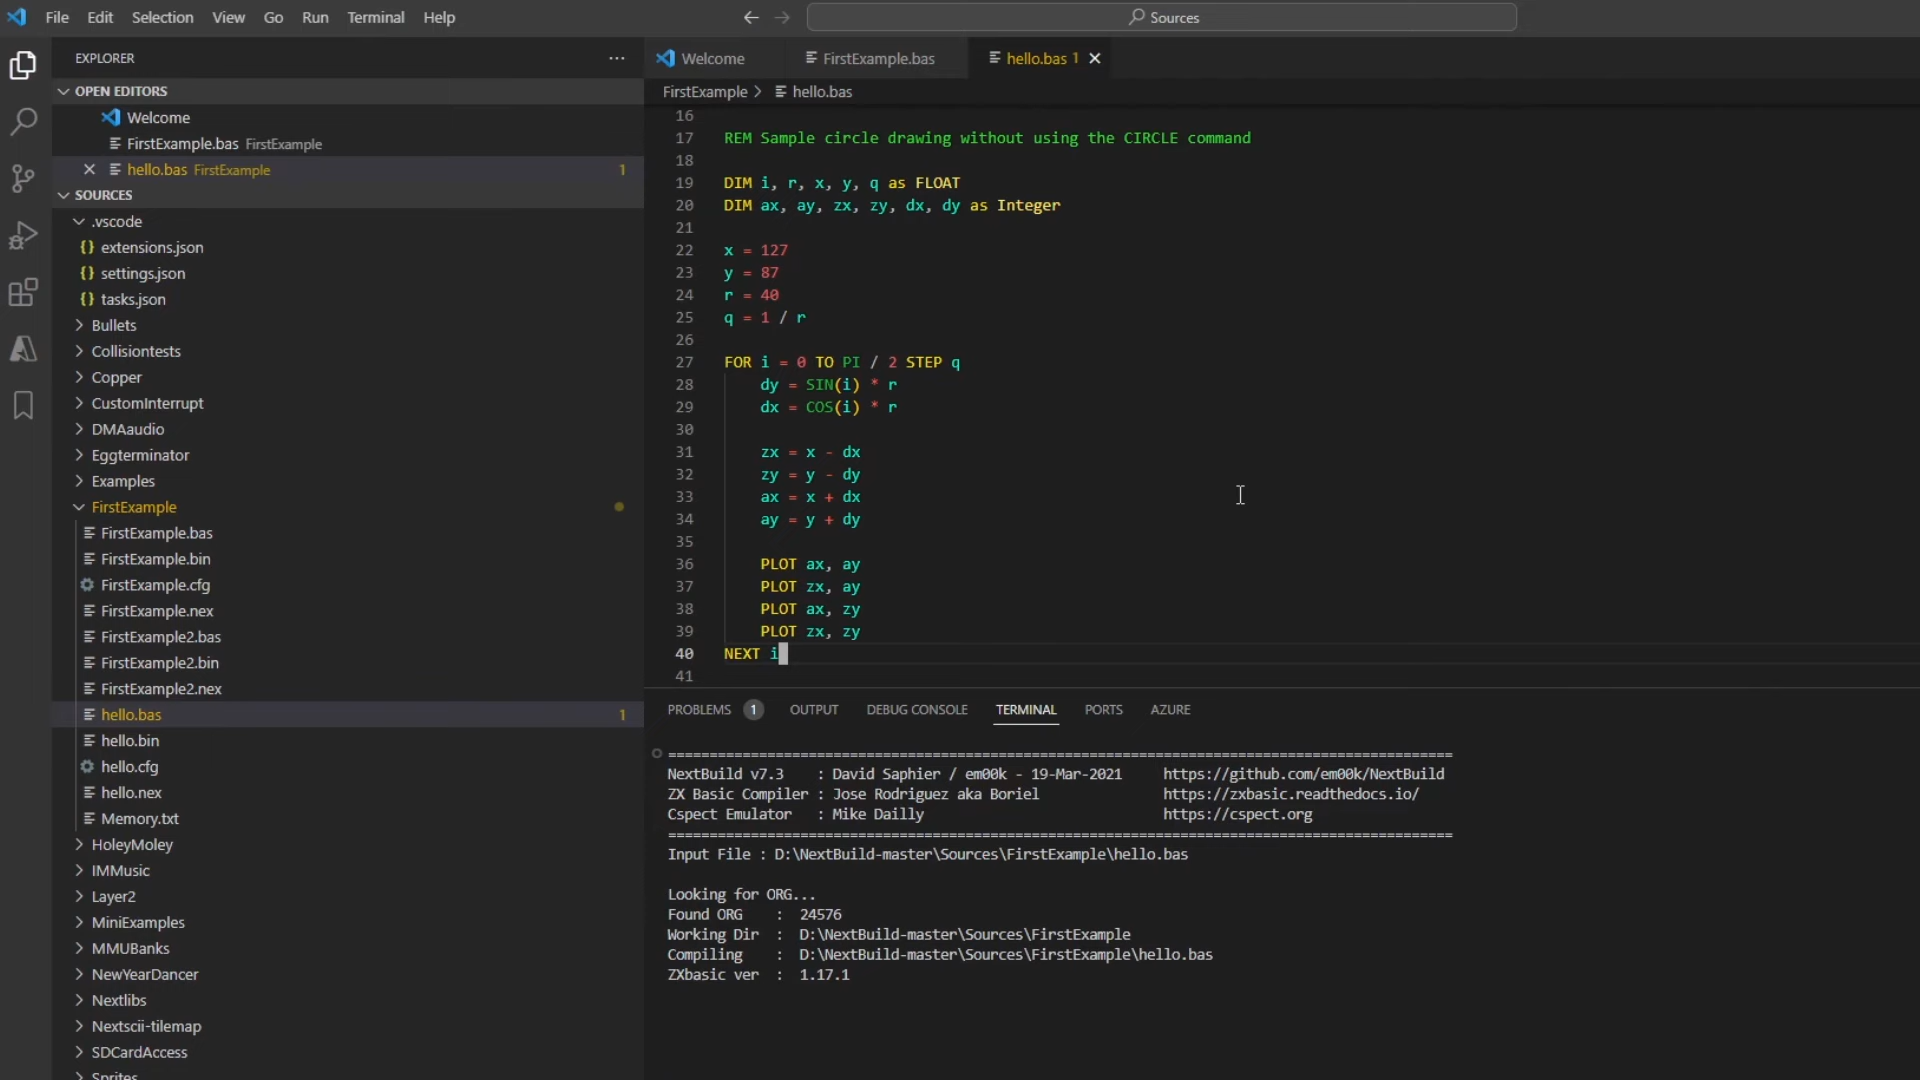 File Edit Selection View Go Run Terminal Help
Sources
EXPLORER
OPEN EDITORS
Welcome
FirstExample.bas FirstExample
hello.bas FirstExample 1
SOURCES
.vscode
{} extensions.json
{} settings.json
{} tasks.json
Bullets
Collisiontests
Copper
CustomInterrupt
DMAaudio
Eggterminator
Examples
FirstExample
FirstExample.bas
FirstExample.bin
FirstExample.cfg
FirstExample.nex
FirstExample2.bas
FirstExample2.bin
FirstExample2.nex
hello.bas 1
hello.bin
hello.cfg
hello.nex
Memory.txt
HoleyMoley
IMMusic
Layer2
MiniExamples
MMUBanks
NewYearDancer
Nextlibs
Nextscii-tilemap
SDCardAccess
Sprites
Welcome FirstExample.bas hello.bas 1
FirstExample > hello.bas
16
17 REM Sample circle drawing without using the CIRCLE command
18
19 DIM i, r, x, y, q as FLOAT
20 DIM ax, ay, zx, zy, dx, dy as Integer
21
22 x = 127
23 y = 87
24 r = 40
25 q = 1 / r
26
27 FOR i = 0 TO PI / 2 STEP q
28 dy = SIN(i) * r
29 dx = COS(i) * r
30
31 zx = x - dx
32 zy = y - dy
33 ax = x + dx
34 ay = y + dy
35
36 PLOT ax, ay
37 PLOT zx, ay
38 PLOT ax, zy
39 PLOT zx, zy
40 NEXT i
41
PROBLEMS 1 OUTPUT DEBUG CONSOLE TERMINAL PORTS AZURE
===============================================================================================
NextBuild v7.3 : David Saphier / em00k - 19-Mar-2021 https://github.com/em00k/NextBuild
ZX Basic Compiler : Jose Rodriguez aka Boriel https://zxbasic.readthedocs.io/
Cspect Emulator : Mike Dailly https://cspect.org
===============================================================================================
Input File : D:\NextBuild-master\Sources\FirstExample\hello.bas
Looking for ORG...
Found ORG : 24576
Working Dir : D:\NextBuild-master\Sources\FirstExample
Compiling : D:\NextBuild-master\Sources\FirstExample\hello.bas
ZXbasic ver : 1.17.1